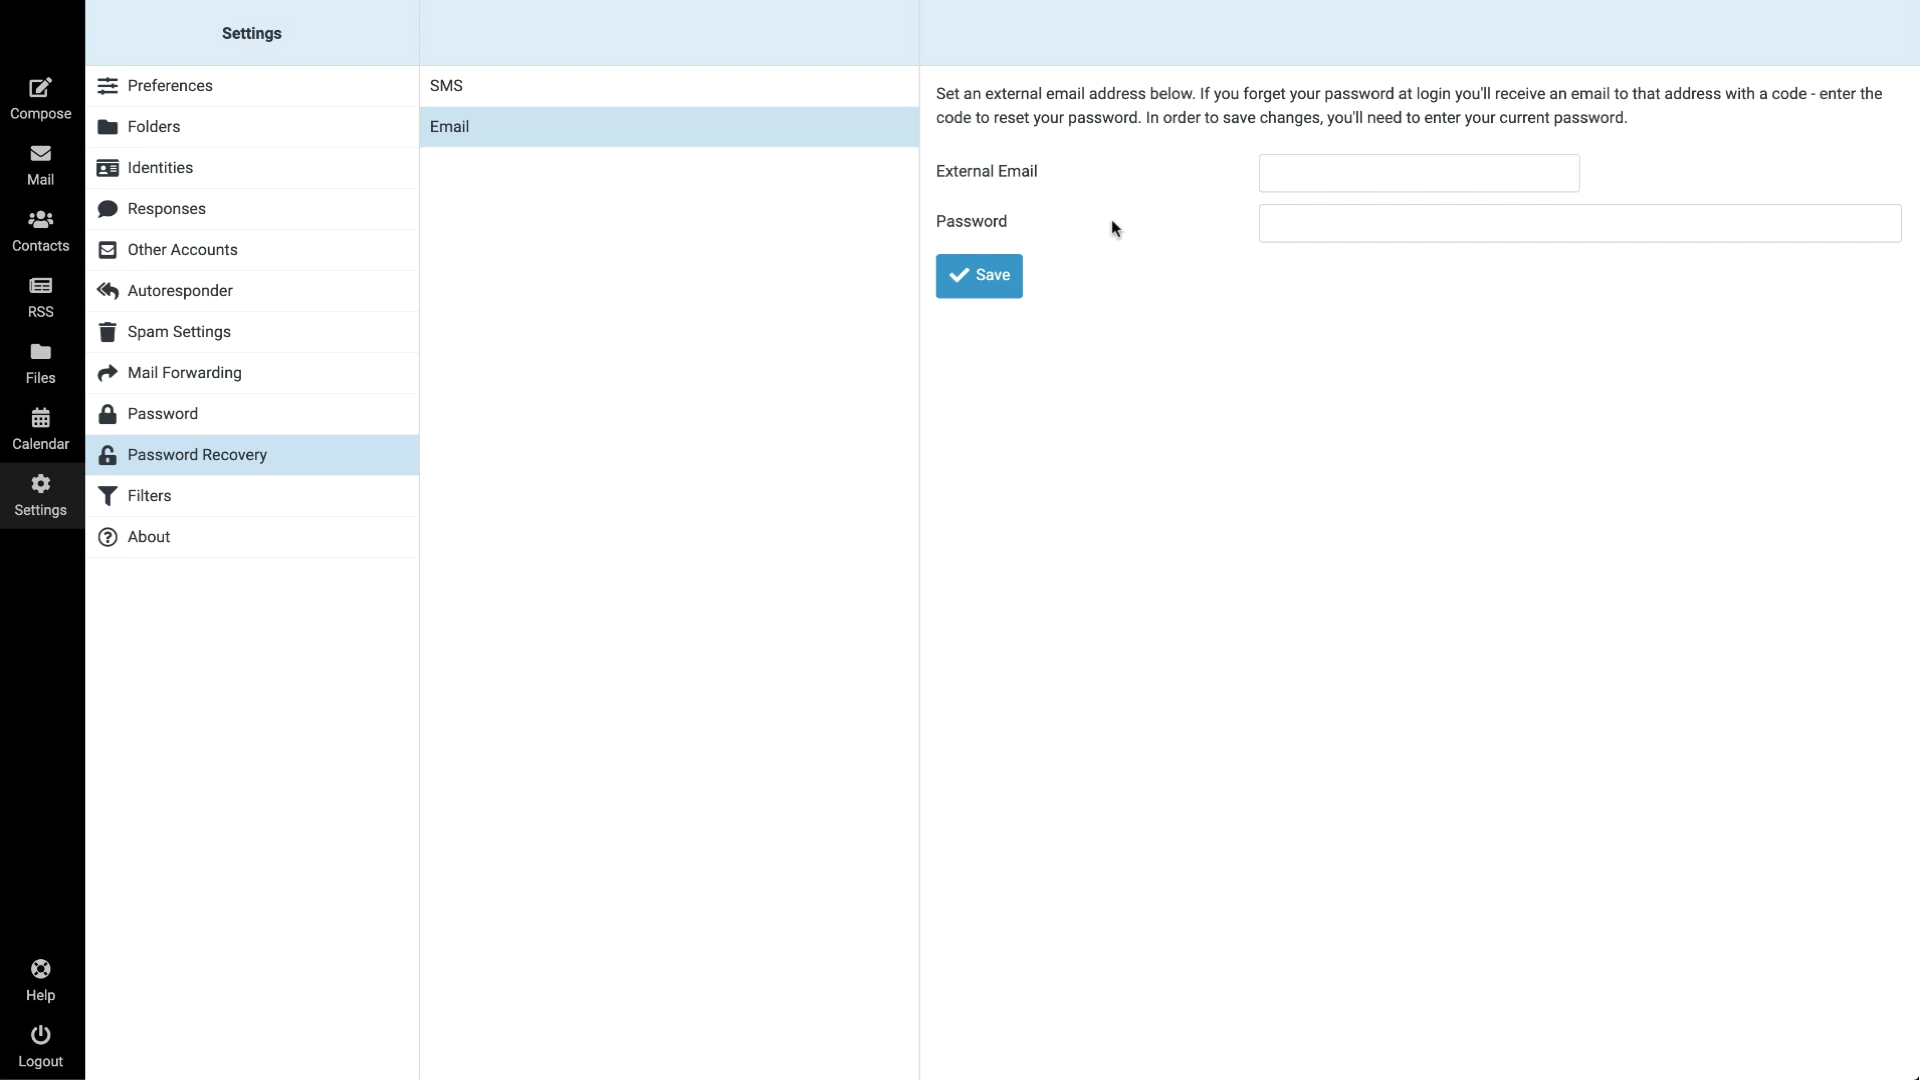 Settings
Compose
Mail
Contacts
RSS
Files
Calendar
Settings
Help
Logout
Preferences
Folders
Identities
Responses
Other Accounts
Autoresponder
Spam Settings
Mail Forwarding
Password
Password Recovery
Filters
About
SMS
Email
Set an external email address below. If you forget your password at login you'll receive an email to that address with a code - enter the
code to reset your password. In order to save changes, you'll need to enter your current password.
External Email
Password
Save